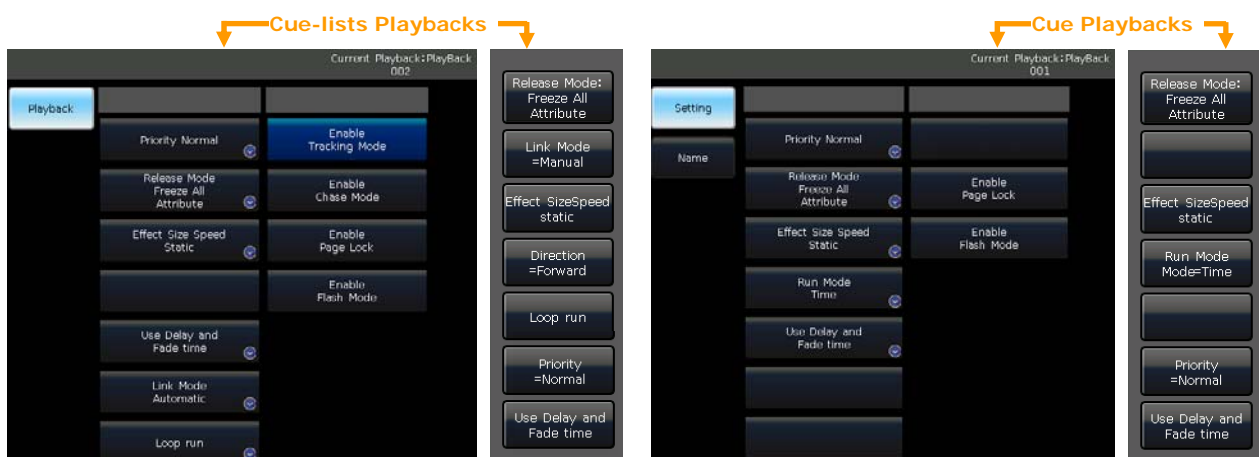 Cue-lists Playbacks
Current Playback:PlayBack
002
Playback
Priority Normal
Release Mode
Freeze All
Attribute
Effect Size Speed
Static
Use Delay and
Fade time
Link Mode
Automatic
Loop run
Enable
Tracking Mode
Enable
Chase Mode
Enable
Page Lock
Enable
Flash Mode
Release Mode:
Freeze All
Attribute
Link Mode
=Manual
Effect SizeSpeed
static
Direction
=Forward
Loop run
Priority
=Normal
Use Delay and
Fade time
Cue Playbacks
Current Playback:PlayBack
001
Setting
Name
Priority Normal
Release Mode
Freeze All
Attribute
Effect Size Speed
Static
Run Mode
Time
Use Delay and
Fade time
Enable
Page Lock
Enable
Flash Mode
Release Mode:
Freeze All
Attribute
Effect SizeSpeed
static
Run Mode
Mode=Time
Priority
=Normal
Use Delay and
Fade time